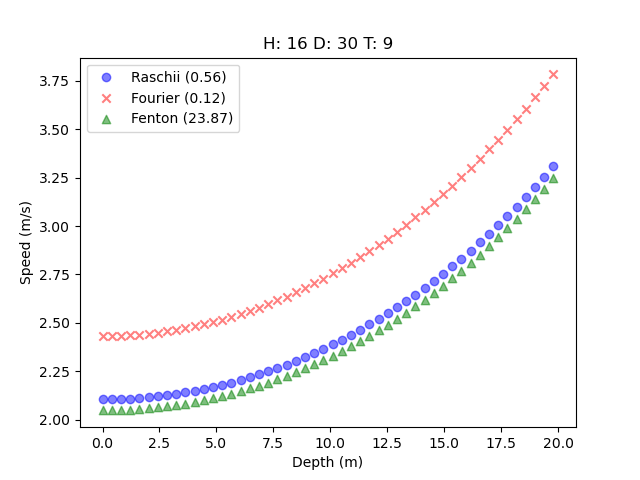 H: 16 D: 30 T: 9
Raschii (0.56)
Fourier (0.12)
Fenton (23.87)
3.75
3.50
3.25
3.00
2.75
2.50
2.25
2.00
Speed (m/s)
0.0 2.5 5.0 7.5 10.0 12.5 15.0 17.5 20.0
Depth (m)